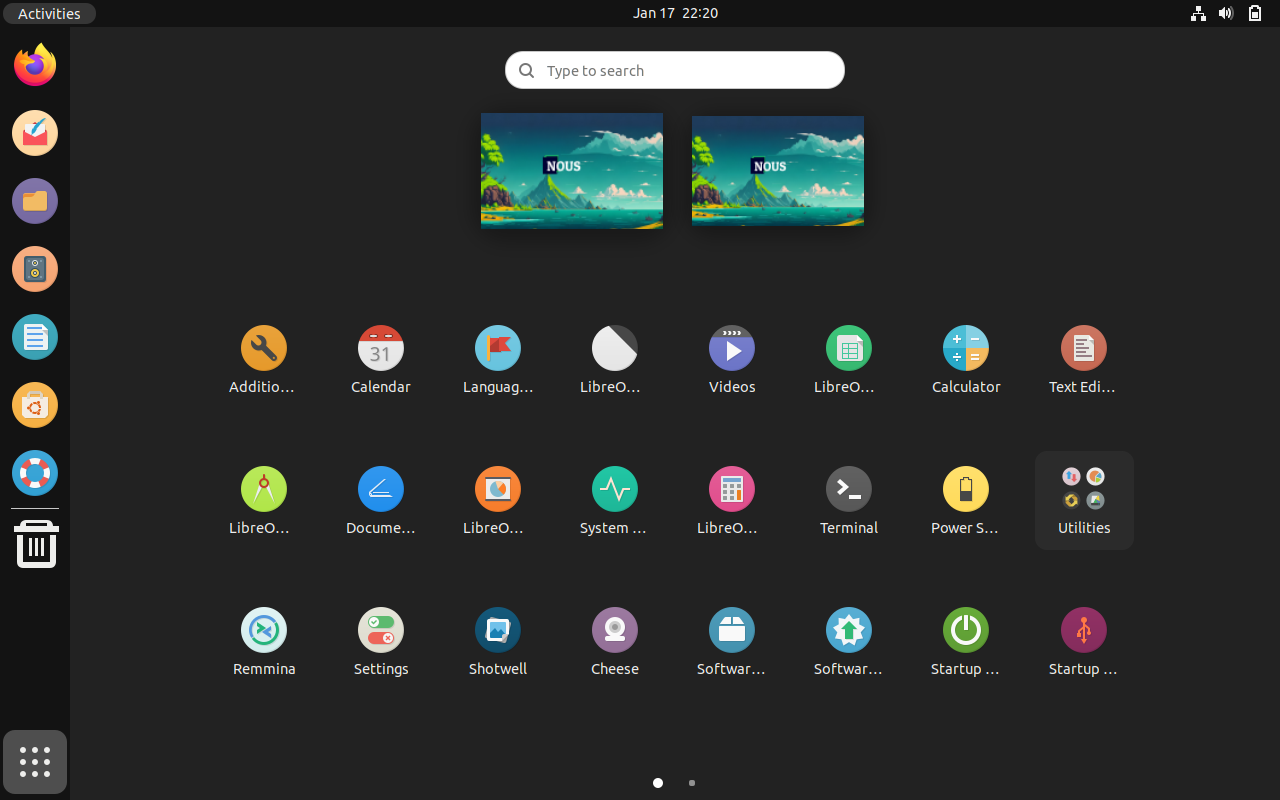 Activities
Jan 17 22:20
Type to search
NOUS
NOUS
Additio...
Calendar
Languag...
LibreO...
Videos
LibreO...
Calculator
Text Edi...
LibreO...
Docume...
LibreO...
System ...
LibreO...
Terminal
Power S...
Utilities
Remmina
Settings
Shotwell
Cheese
Softwar...
Softwar...
Startup ...
Startup ...
31